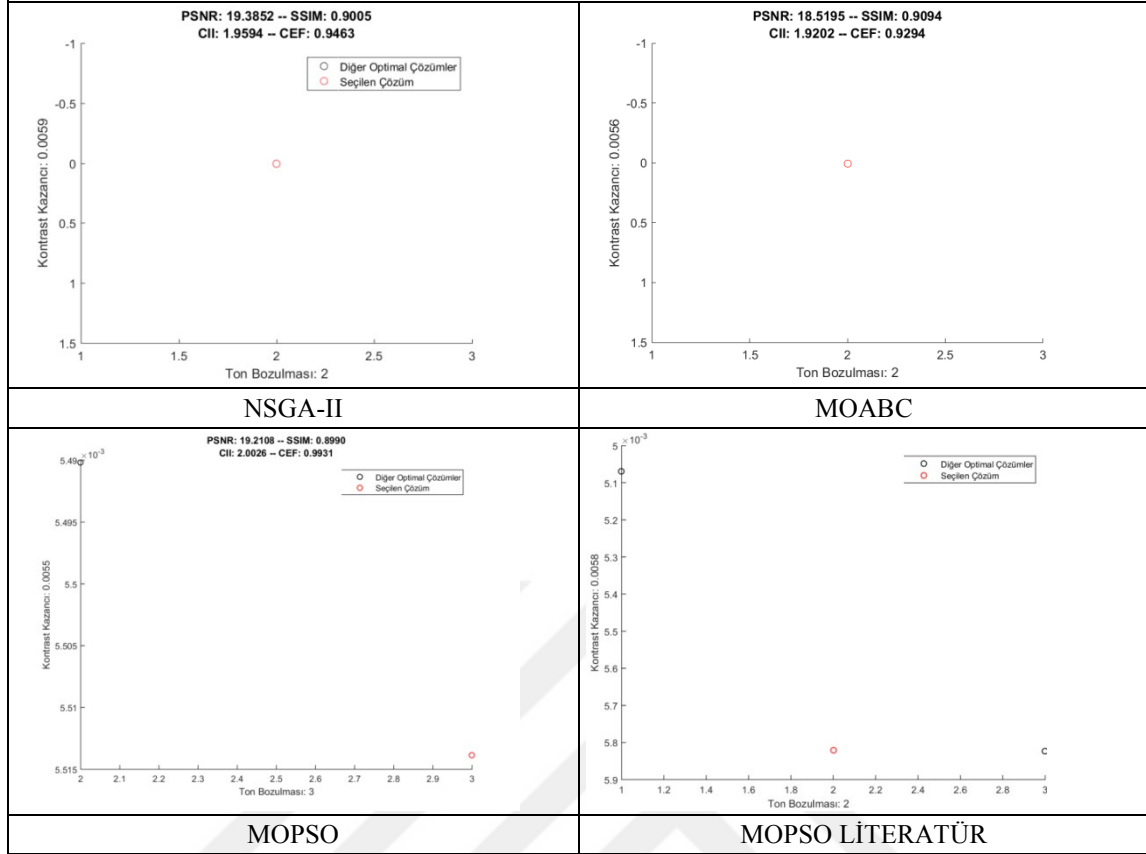 PSNR: 19.3852 -- SSIM: 0.9005
CII: 1.9594 -- CEF: 0.9463
-1
-0.5
0
0.5
1
1.5
Kontrast Kazancı: 0.0059
Diğer Optimal Çözümler
Seçilen Çözüm
1 1.5 2 2.5 3
Ton Bozulması: 2
PSNR: 18.5195 -- SSIM: 0.9094
CII: 1.9202 -- CEF: 0.9294
-1
-0.5
0
0.5
1
1.5
Kontrast Kazancı: 0.0056
1 1.5 2 2.5 3
Ton Bozulması: 2
NSGA-II
MOABC
PSNR: 19.2108 -- SSIM: 0.8990
CII: 2.0026 -- CEF: 0.9931
5.49 ×10⁻³
5.495
5.5
5.505
5.51
5.515
Kontrast Kazancı: 0.0055
Diğer Optimal Çözümler
Seçilen Çözüm
2 2.1 2.2 2.3 2.4 2.5 2.6 2.7 2.8 2.9 3
Ton Bozulması: 3
5 ×10⁻³
5.1
5.2
5.3
5.4
5.5
5.6
5.7
5.8
5.9
Kontrast Kazancı: 0.0058
Diğer Optimal Çözümler
Seçilen Çözüm
1 1.2 1.4 1.6 1.8 2 2.2 2.4 2.6 2.8 3
Ton Bozulması: 2
MOPSO
MOPSO LİTERATÜR